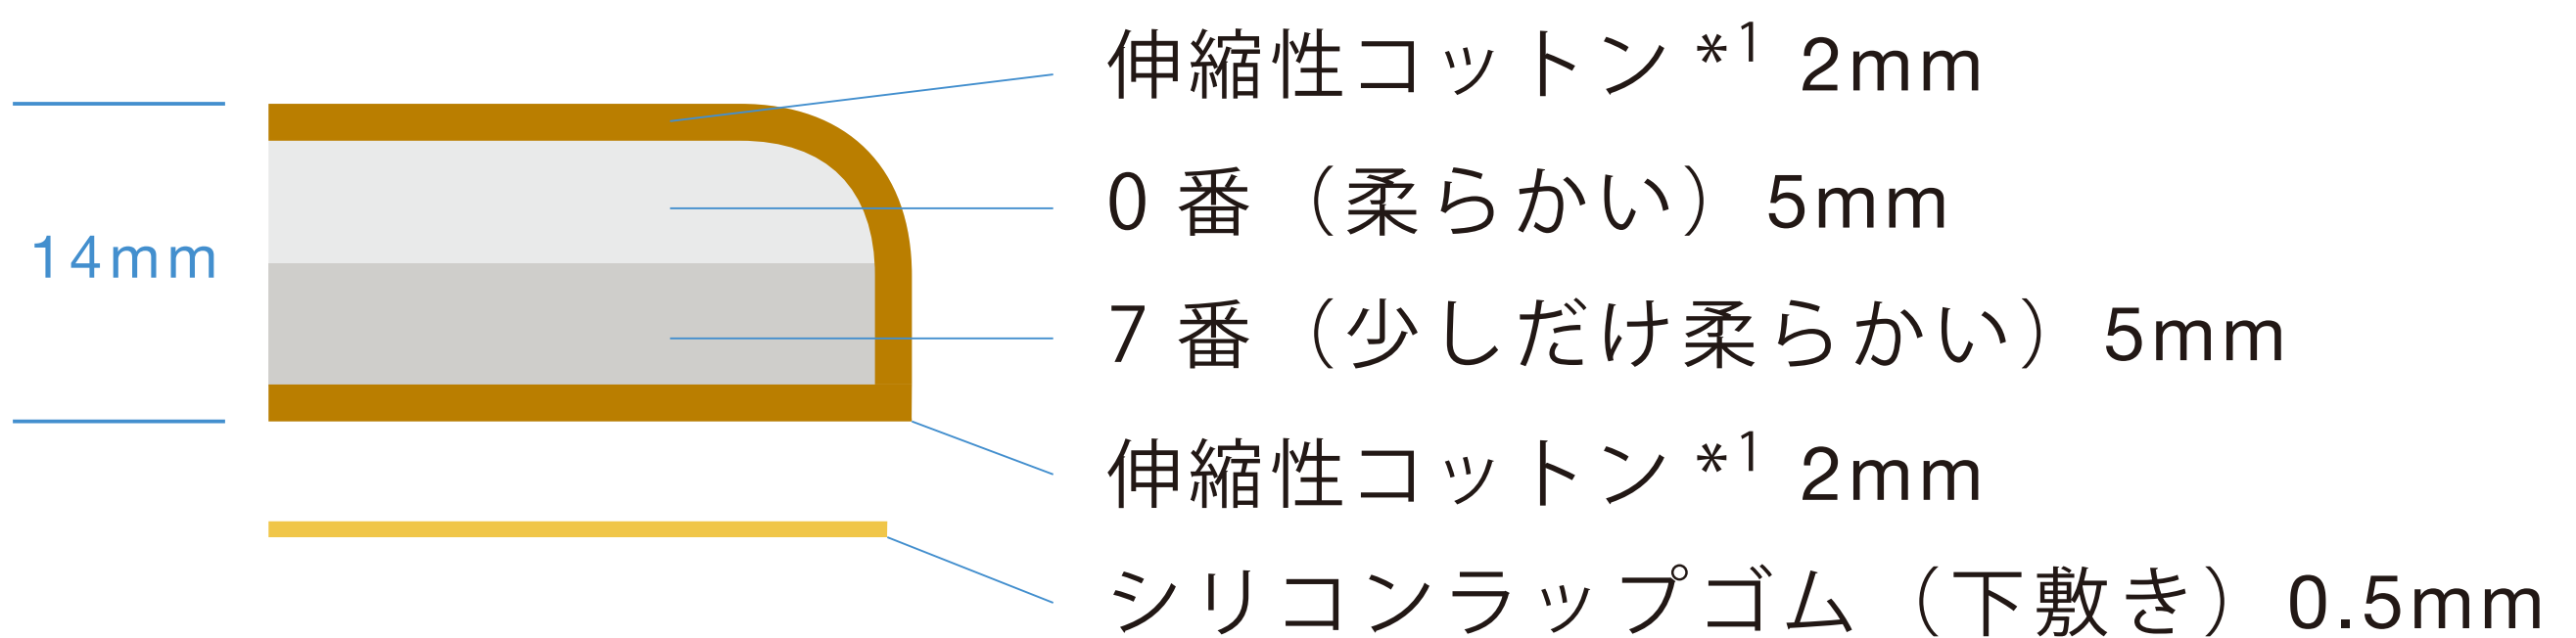 伸縮性コットン *1 2mm
0 番（柔らかい）5mm
14mm
7 番（少しだけ柔らかい）5mm
伸縮性コットン *1 2mm
シリコンラップゴム（下敷き）0.5mm